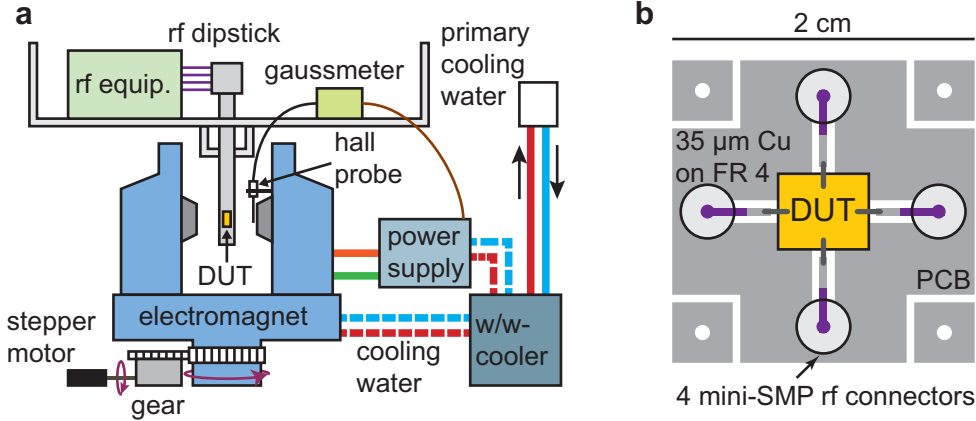 a
rf dipstick
rf equip.
gaussmeter
primary
cooling
water
hall
probe
DUT
power
supply
electromagnet
w/w-
cooler
cooling
water
stepper
motor
gear
b
2 cm
35 µm Cu
on FR 4
DUT
PCB
4 mini-SMP rf connectors